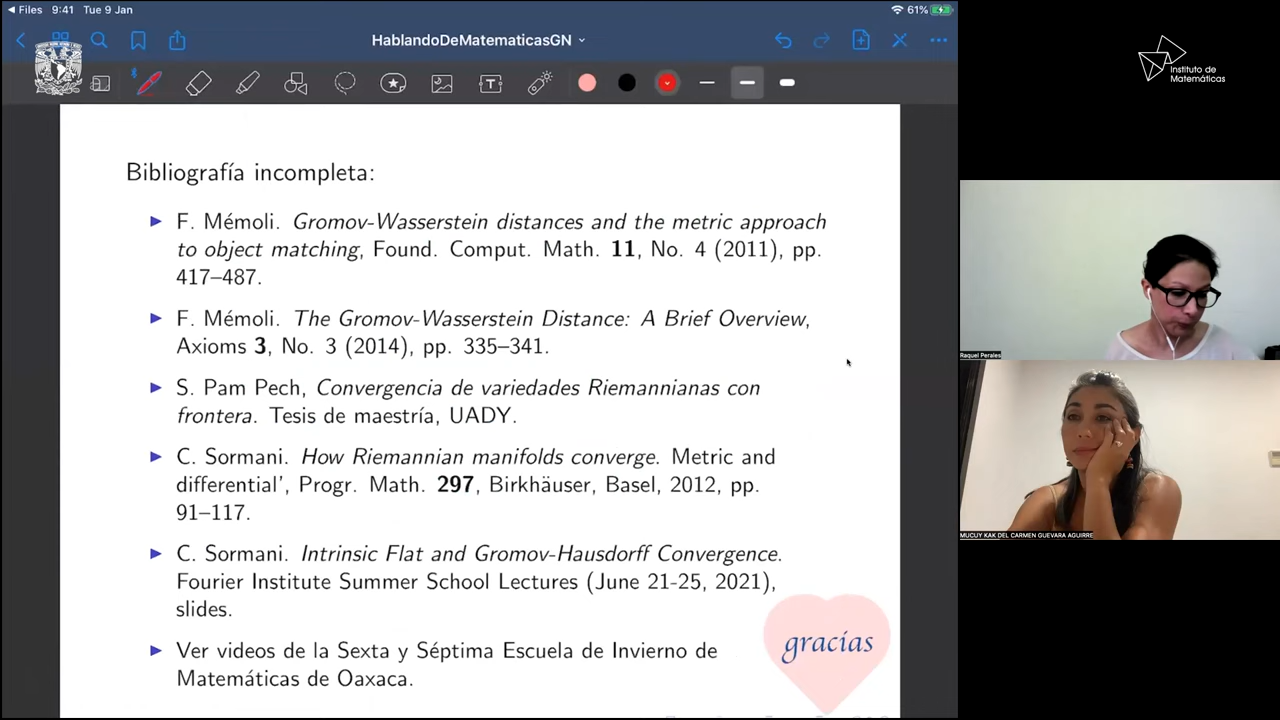 Files 9:41 Tue 9 Jan 61%
HablandoDeMatematicasGN
T
Bibliografía incompleta:
F. Mémoli. Gromov-Wasserstein distances and the metric approach
to object matching, Found. Comput. Math. 11, No. 4 (2011), pp.
417–487.
F. Mémoli. The Gromov-Wasserstein Distance: A Brief Overview,
Axioms 3, No. 3 (2014), pp. 335–341.
S. Pam Pech, Convergencia de variedades Riemannianas con
frontera. Tesis de maestría, UADY.
C. Sormani. How Riemannian manifolds converge. Metric and
differential', Progr. Math. 297, Birkhäuser, Basel, 2012, pp.
91–117.
C. Sormani. Intrinsic Flat and Gromov-Hausdorff Convergence.
Fourier Institute Summer School Lectures (June 21-25, 2021),
slides.
Ver videos de la Sexta y Séptima Escuela de Invierno de
Matemáticas de Oaxaca.
gracias
Instituto de
Matemáticas
Raquel Perales
MUCUY KAK DEL CARMEN GUEVARA AGUIRRE